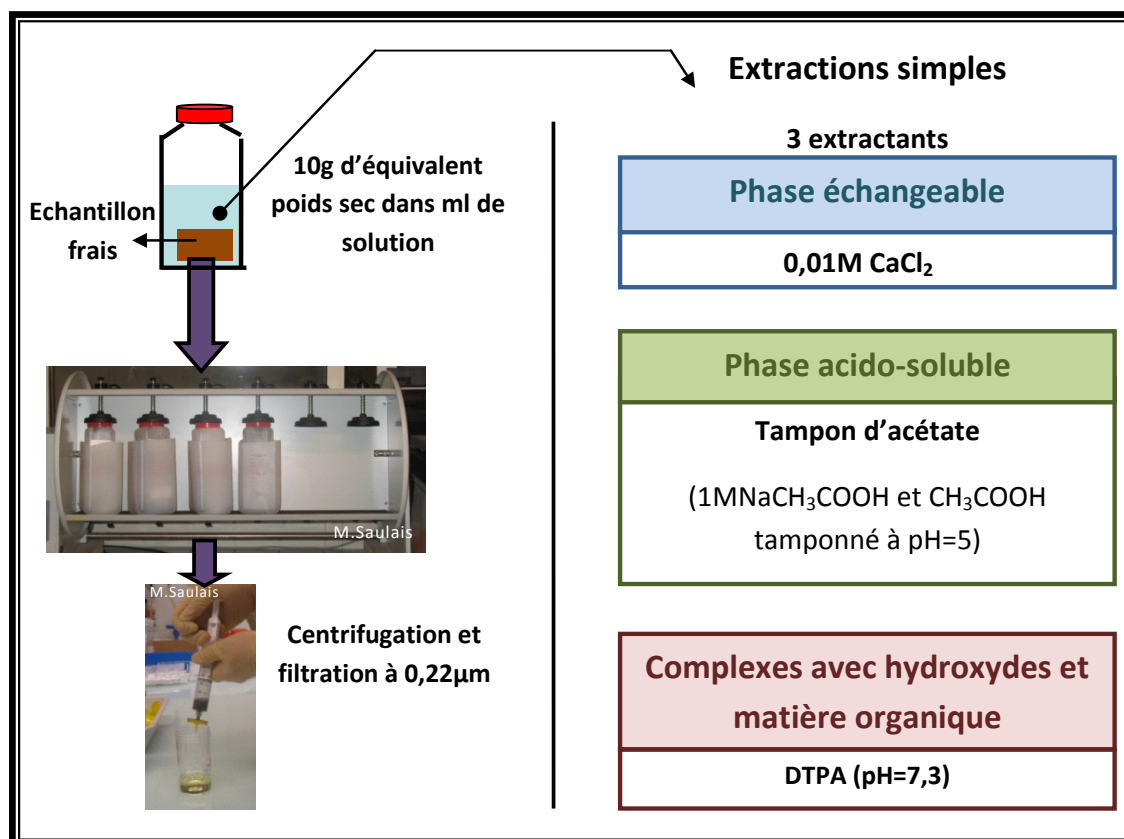 Extractions simples
10g d’équivalent
poids sec dans ml de
solution
Echantillon
frais
M.Saulais
M.Saulais
Centrifugation et
filtration à 0,22µm
3 extractants
Phase échangeable
0,01M CaCl₂
Phase acido-soluble
Tampon d’acétate
(1MNaCH₃COOH et CH₃COOH
tamponné à pH=5)
Complexes avec hydroxydes et
matière organique
DTPA (pH=7,3)